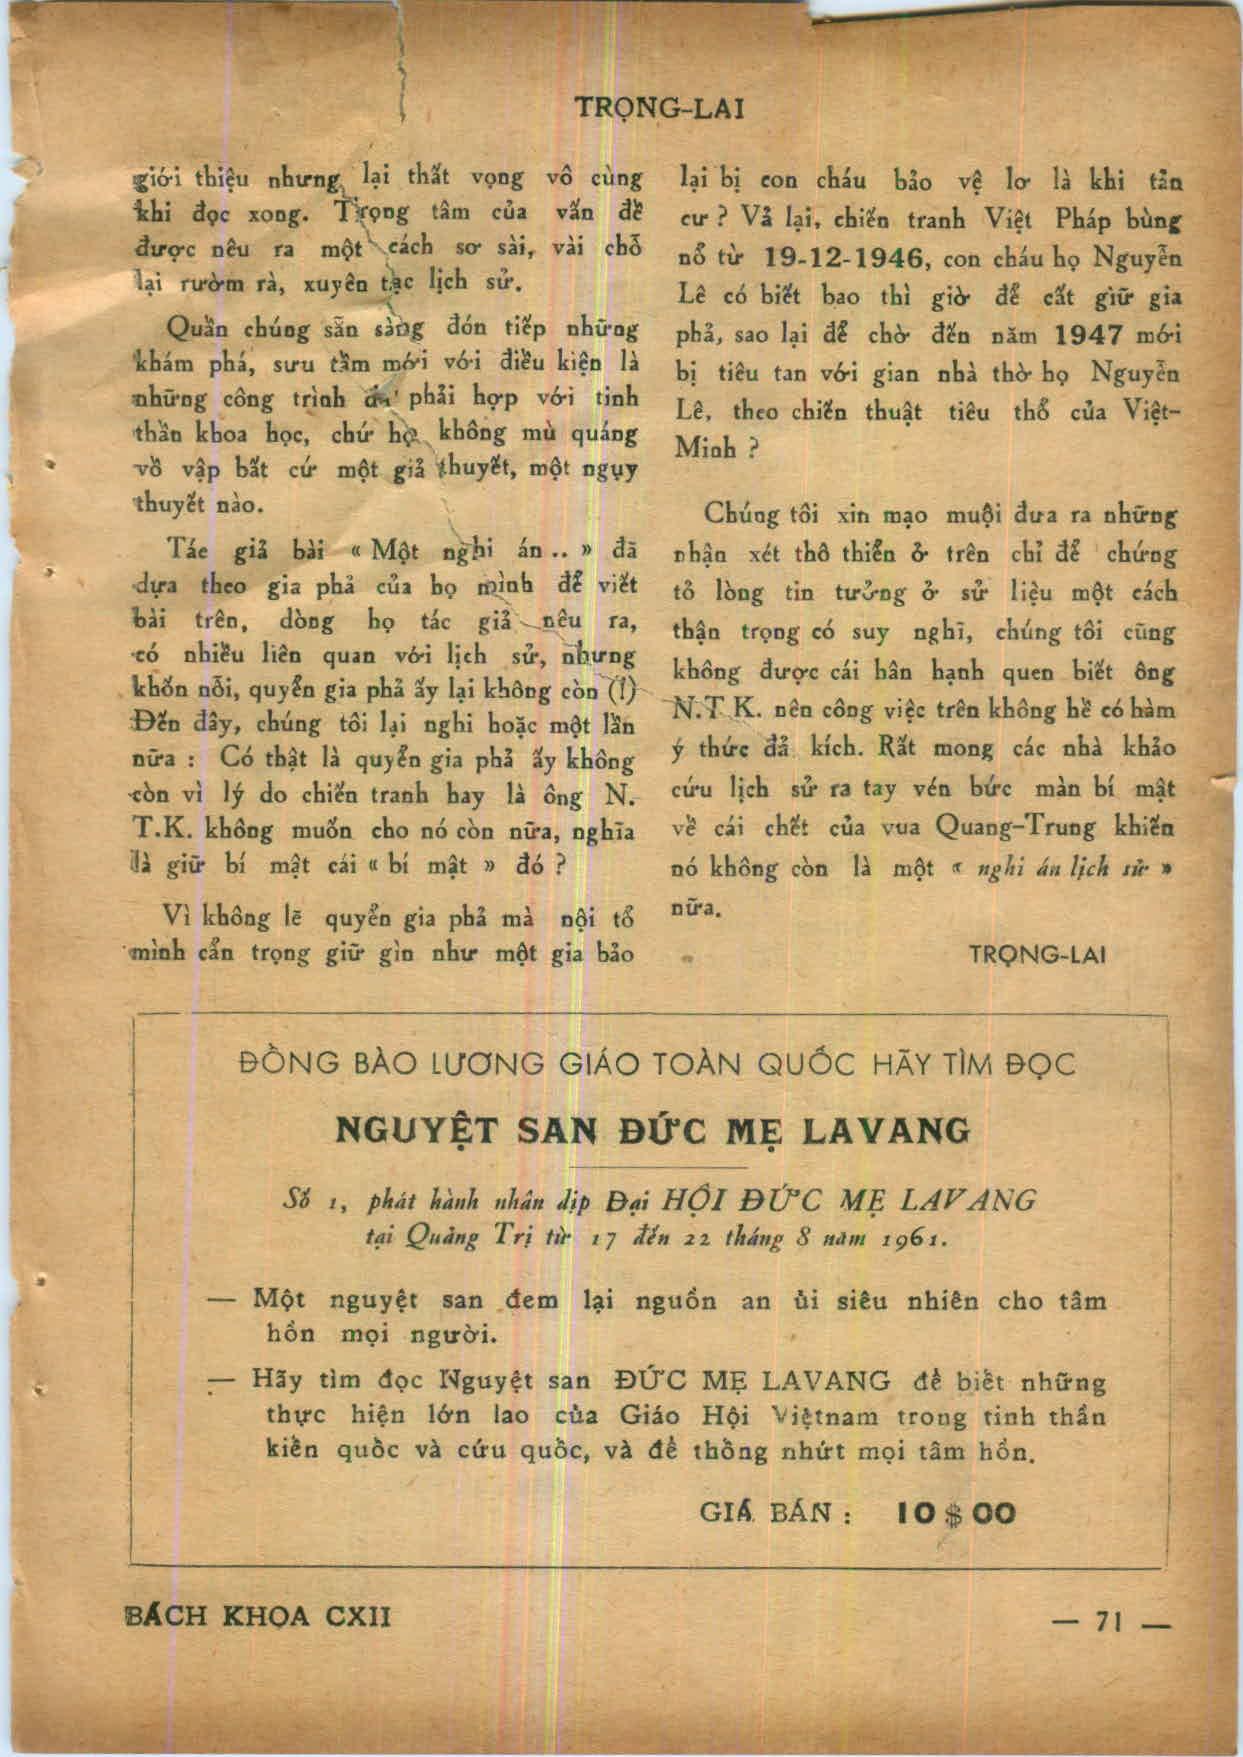 TRỌNG-LAI
giới thiệu nhưng lại thất vọng vô cùng
khi đọc xong. Trọng tâm của vấn đề
được nêu ra một cách sơ sài, vài chỗ
lại rườm rà, xuyên tạc lịch sử.
Quần chúng sẵn sàng đón tiếp những
khám phá, sưu tầm mới với điều kiện là
những công trình phải hợp với tinh
thần khoa học, chứ họ không mù quáng
vồ vập bất cứ một giả thuyết, một ngụy
thuyết nào.
Tác giả bài « Một nghi án .. » đã
dựa theo gia phả của họ mình để viết
bài trên, dòng họ tác giả nêu ra,
có nhiều liên quan với lịch sử, nhưng
khốn nỗi, quyển gia phả ấy lại không còn (!)
Đến đây, chúng tôi lại nghi hoặc một lần
nữa : Có thật là quyển gia phả ấy không
còn vì lý do chiến tranh hay là ông N.
T.K. không muốn cho nó còn nữa, nghĩa
là giữ bí mật cái « bí mật » đó ?
Vì không lẽ quyển gia phả mà nội tổ
mình cẩn trọng giữ gìn như một gia bảo
lại bị con cháu bảo vệ lơ là khi tản
cư ? Vả lại, chiến tranh Việt Pháp bùng
nổ từ 19-12-1946, con cháu họ Nguyễn
Lê có biết bao thì giờ để cất giữ gia
phả, sao lại để chờ đến năm 1947 mới
bị tiêu tan với gian nhà thờ họ Nguyễn
Lê, theo chiến thuật tiêu thổ của Việt-
Minh ?
Chúng tôi xin mạo muội đưa ra những
nhận xét thô thiển ở trên chỉ để chứng
tỏ lòng tin tưởng ở sử liệu một cách
thận trọng có suy nghĩ, chúng tôi cũng
không được cái hân hạnh quen biết ông
N.T.K. nên công việc trên không hề có hàm
ý thức đả kích. Rất mong các nhà khảo
cứu lịch sử ra tay vén bức màn bí mật
về cái chết của vua Quang-Trung khiến
nó không còn là một « nghi án lịch sử »
nữa.
TRỌNG-LAI
ĐỒNG BÀO LƯƠNG GIÁO TOÀN QUỐC HÃY TÌM ĐỌC
NGUYỆT SAN ĐỨC MẸ LAVANG
Số 1, phát hành nhân dịp Đại HỘI ĐỨC MẸ LAVANG
tại Quảng Trị từ 17 đến 22 tháng 8 năm 1961.
— Một nguyệt san đem lại nguồn an ủi siêu nhiên cho tâm
hồn mọi người.
— Hãy tìm đọc Nguyệt san ĐỨC MẸ LAVANG để biết những
thực hiện lớn lao của Giáo Hội Việtnam trong tinh thần
kiến quốc và cứu quốc, và để thống nhứt mọi tâm hồn.
GIÁ BÁN : 10$00
BÁCH KHOA CXII
— 71 —